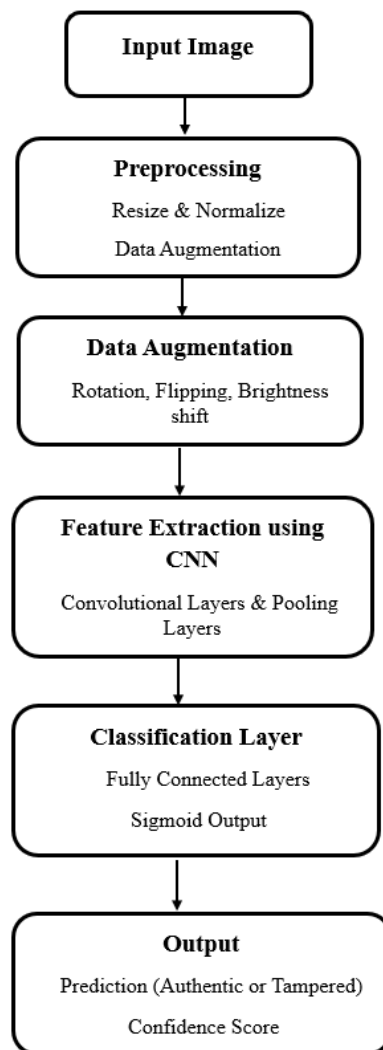 Input Image
Preprocessing
Resize & Normalize
Data Augmentation
Data Augmentation
Rotation, Flipping, Brightness
shift
Feature Extraction using
CNN
Convolutional Layers & Pooling
Layers
Classification Layer
Fully Connected Layers
Sigmoid Output
Output
Prediction (Authentic or Tampered)
Confidence Score